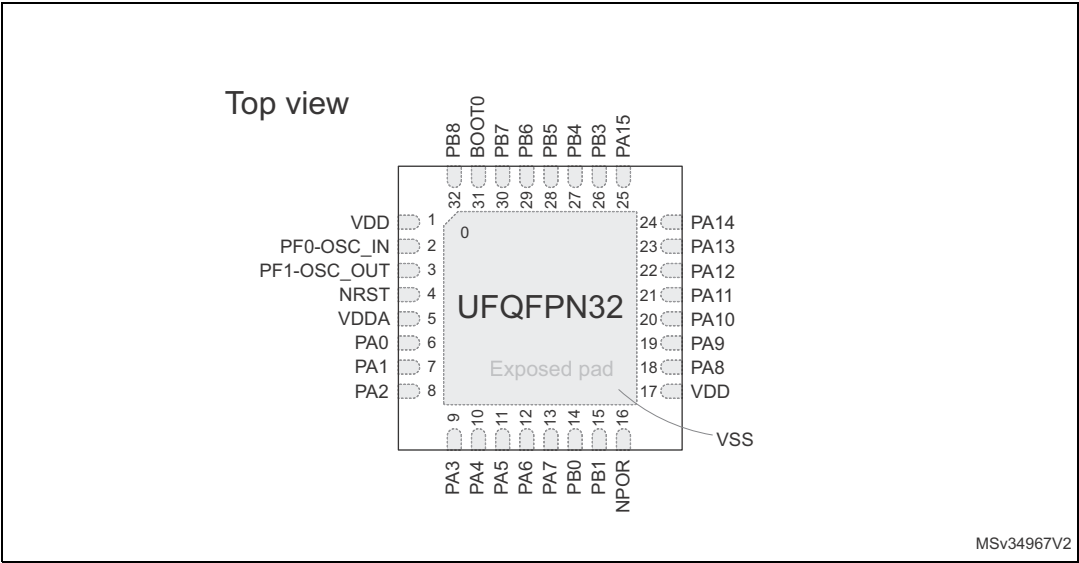 Top view
PB8
BOOT0
PB7
PB6
PB5
PB4
PB3
PA15
32
31
30
29
28
27
26
25
VDD 1
PF0-OSC_IN 2
PF1-OSC_OUT 3
NRST 4
VDDA 5
PA0 6
PA1 7
PA2 8
0
UFQFPN32
Exposed pad
24 PA14
23 PA13
22 PA12
21 PA11
20 PA10
19 PA9
18 PA8
17 VDD
9
10
11
12
13
14
15
16
VSS
PA3
PA4
PA5
PA6
PA7
PB0
PB1
NPOR
MSv34967V2